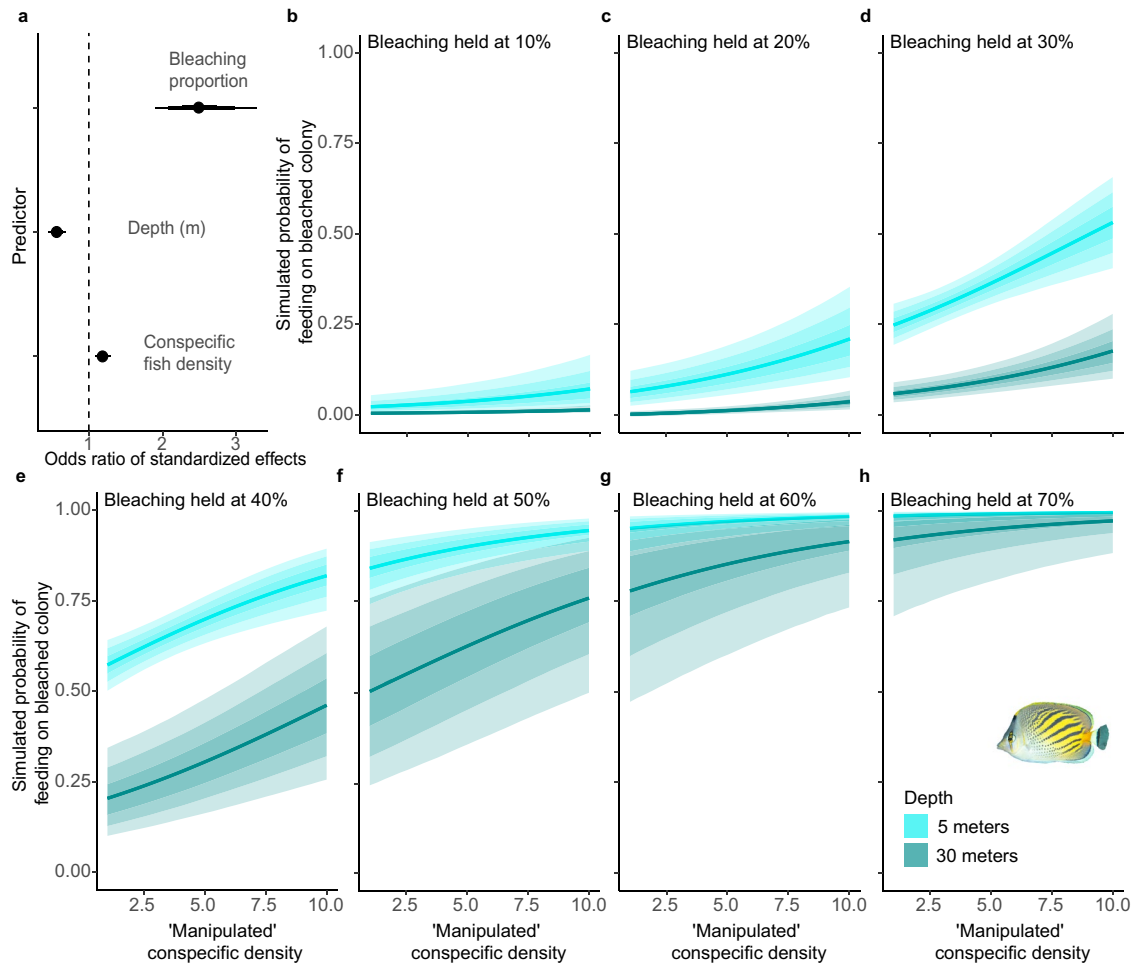 a
Bleaching
proportion
Depth (m)
Conspecific
fish density
Predictor
1
2
3
Odds ratio of standardized effects
b
Bleaching held at 10%
Simulated probability of
feeding on bleached colony
1.00
0.75
0.50
0.25
0.00
c
Bleaching held at 20%
d
Bleaching held at 30%
e
Bleaching held at 40%
Simulated probability of
feeding on bleached colony
1.00
0.75
0.50
0.25
0.00
2.5
5.0
7.5
10.0
'Manipulated'
conspecific density
f
Bleaching held at 50%
2.5
5.0
7.5
10.0
'Manipulated'
conspecific density
g
Bleaching held at 60%
2.5
5.0
7.5
10.0
'Manipulated'
conspecific density
h
Bleaching held at 70%
Depth
5 meters
30 meters
2.5
5.0
7.5
10.0
'Manipulated'
conspecific density